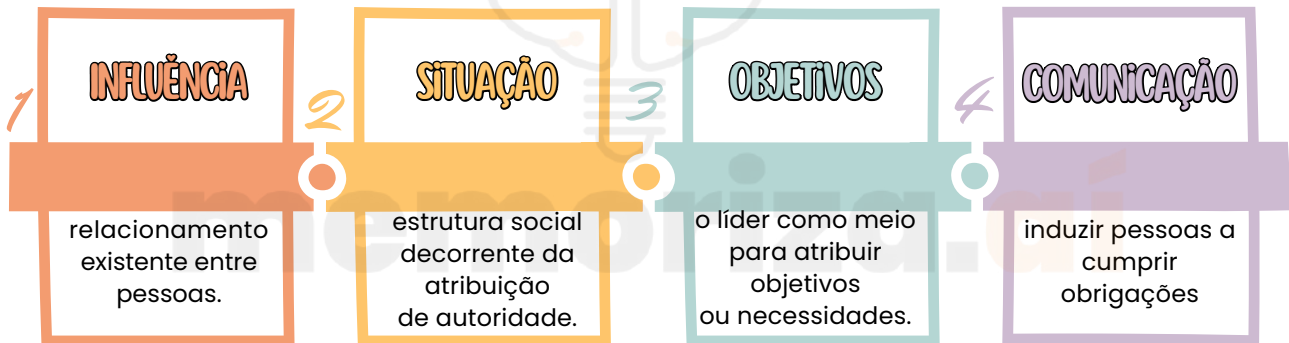 1
INFLUÊNCIA
relacionamento
existente entre
pessoas.
2
SITUAÇÃO
estrutura social
decorrente da
atribuição
de autoridade.
3
OBJETIVOS
o líder como meio
para atribuir
objetivos
ou necessidades.
4
COMUNICAÇÃO
induzir pessoas a
cumprir
obrigações
memoriza.aí